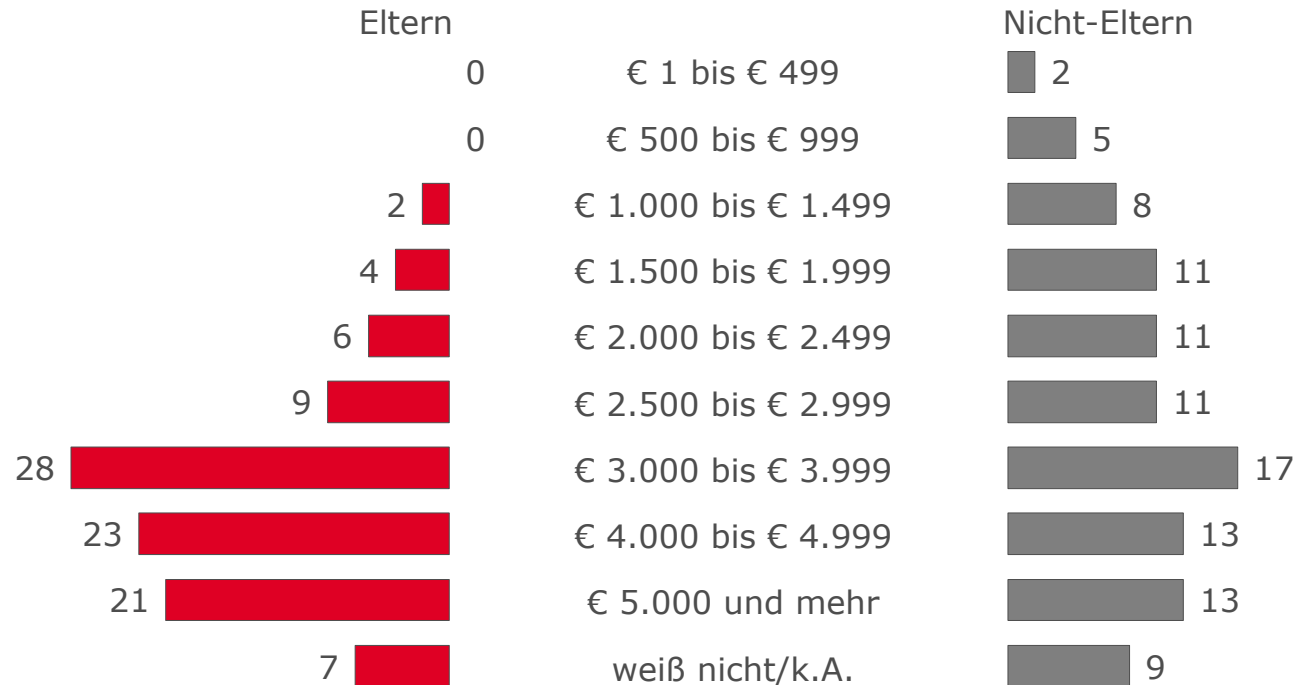 Eltern Nicht-Eltern
0 € 1 bis € 499 2
0 € 500 bis € 999 5
2 € 1.000 bis € 1.499 8
4 € 1.500 bis € 1.999 11
6 € 2.000 bis € 2.499 11
9 € 2.500 bis € 2.999 11
28 € 3.000 bis € 3.999 17
23 € 4.000 bis € 4.999 13
21 € 5.000 und mehr 13
7 weiß nicht/k.A. 9